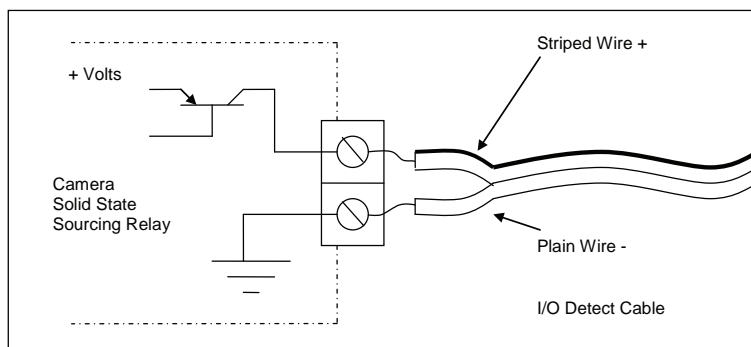 Striped Wire +
+ Volts
Camera
Solid State
Sourcing Relay
Plain Wire -
I/O Detect Cable